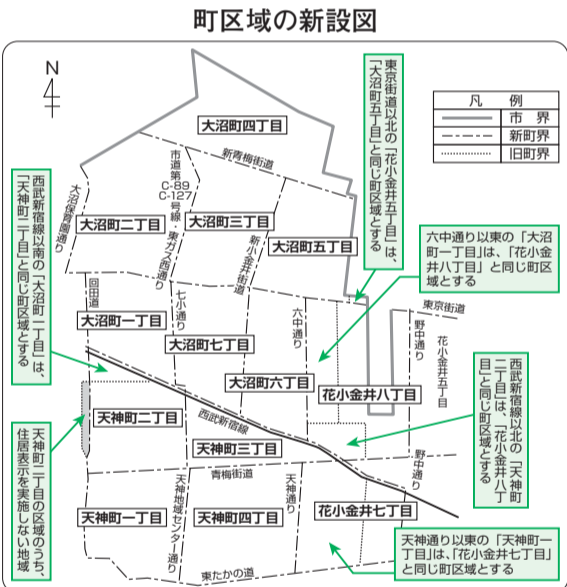 町区域の新設図
N
凡 例
市 界
新町界
旧町界
東京街道以北の「花小金井五丁目」は、
「大沼町五丁目」と同じ町区域とする
大沼町四丁目
新青梅街道
市道第
C-89
C-127
号線・東ガス西通り
大沼保育園通り
大沼町二丁目
大沼町三丁目
新小金井街道
大沼町五丁目
西武新宿線以南の「大沼町二丁目」は、
「天神町二丁目」と同じ町区域とする
六中通り以東の「大沼
町一丁目」は、「花小金
井八丁目」と同じ町区
域とする
回田道
大沼町一丁目
七小通り
大沼町七丁目
六中通り
東京街道
野中通り
花小金井五丁目
大沼町六丁目
花小金井八丁目
西武新宿線以北の「天神町
二丁目」は、「花小金井八丁
目」と同じ町区域とする
天神町二丁目
西武新宿線
天神町三丁目
天神町二丁目の区域のうち、
住居表示を実施しない地域
青梅街道
野中通り
天神町一丁目
天神地域センター通り
天神町四丁目
天神通り
花小金井七丁目
天神通り以東の「天神町一
丁目」は、「花小金井七丁目」
と同じ町区域とする
東たかの道